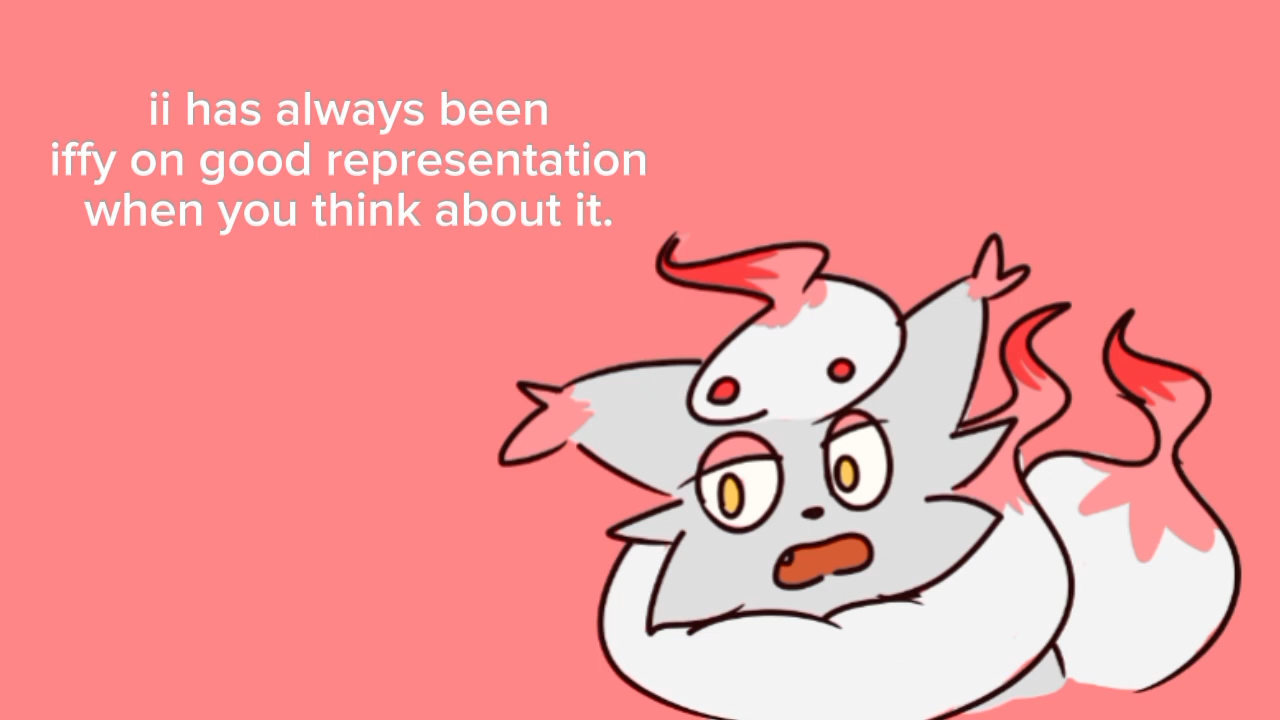 ii has always been
iffy on good representation
when you think about it.